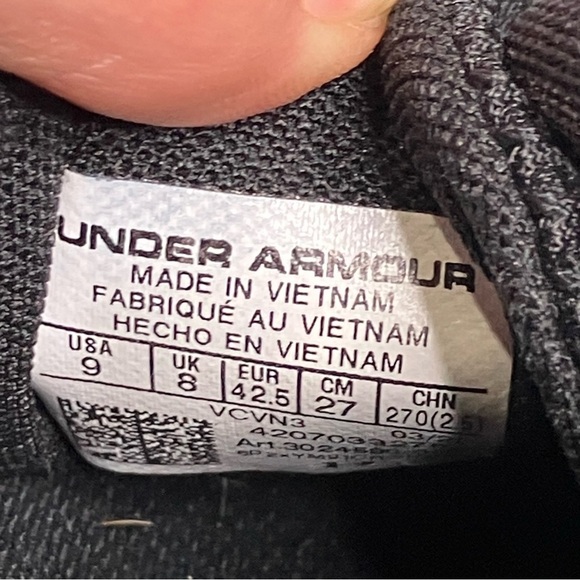 UNDER ARMOUR
MADE IN VIETNAM
FABRIQUÉ AU VIETNAM
HECHO EN VIETNAM
USA UK EUR CM CHN
9 8 42.5 27
VCVN3